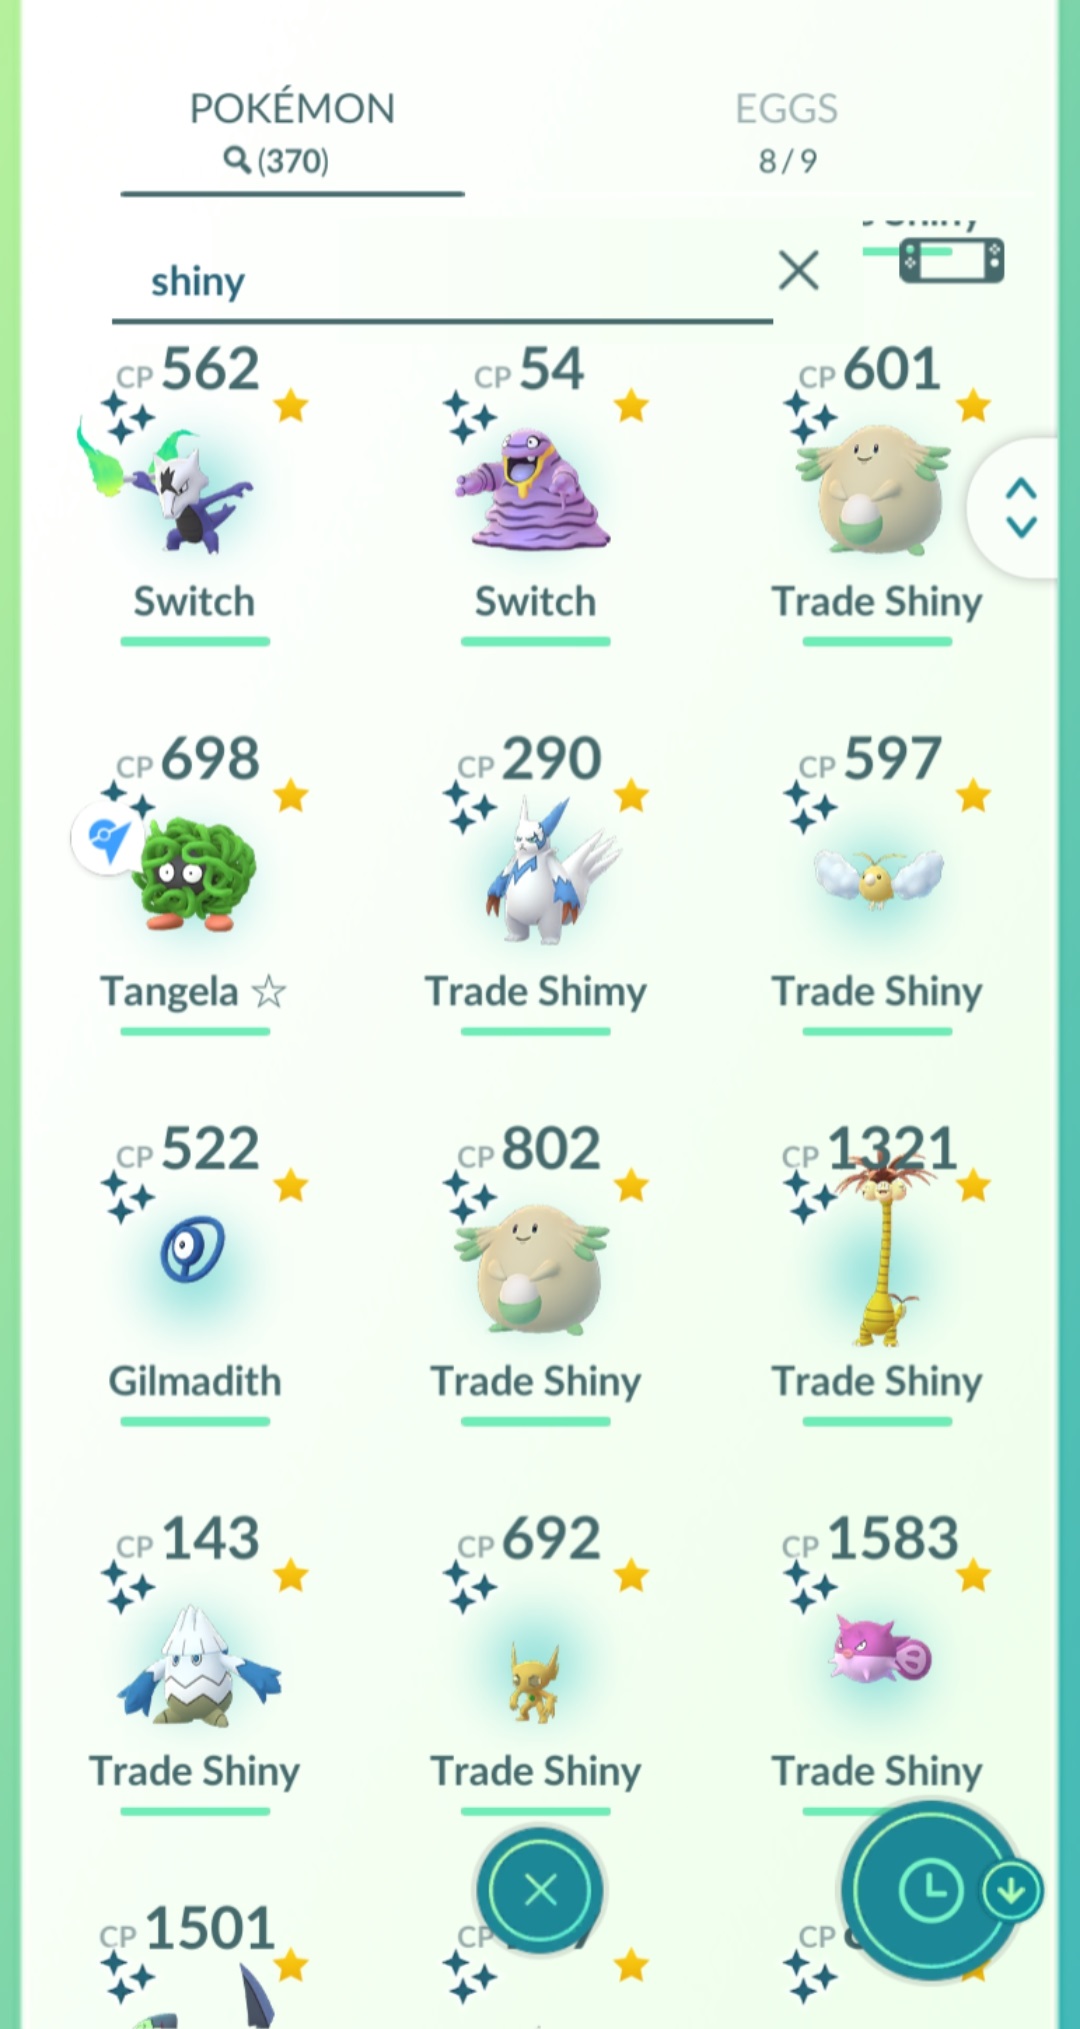 POKÉMON EGGS
(370) 8 / 9
shiny
CP 562 CP 54 CP 601
Switch Switch Trade Shiny
CP 698 CP 290 CP 597
Tangela ☆ Trade Shimy Trade Shiny
CP 522 CP 802 CP 1321
Gilmadith Trade Shiny Trade Shiny
CP 143 CP 692 CP 1583
Trade Shiny Trade Shiny Trade Shiny
CP 1501 CP CP